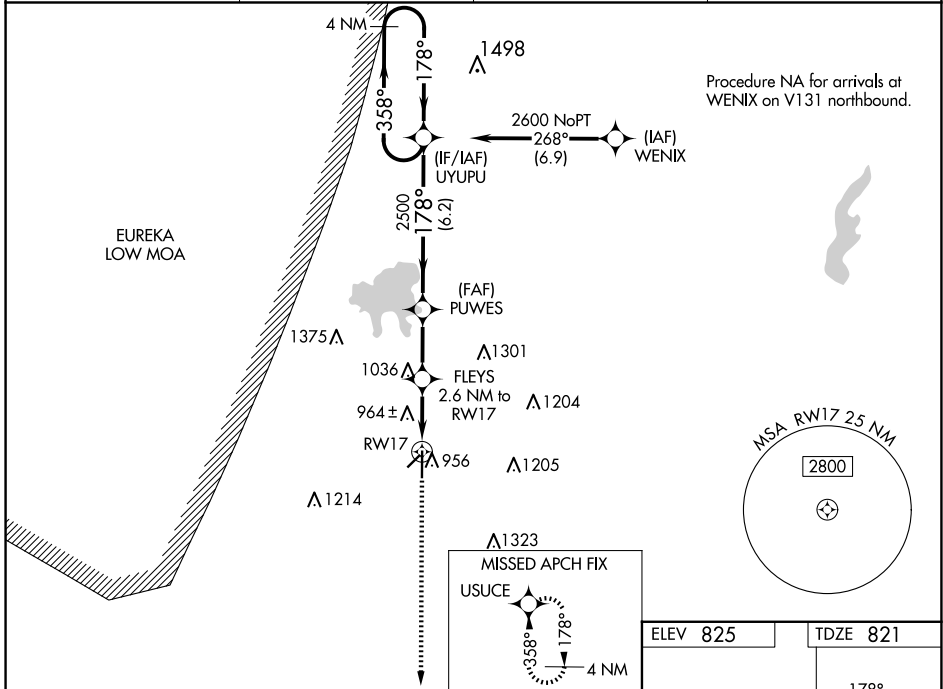 4 NM
178°
1498
Procedure NA for arrivals at
WENIX on V131 northbound.
358°
2600 NoPT
268°
(6.9)
(IAF)
WENIX
(IF/IAF)
UYUPU
2500
178°
(6.2)
EUREKA
LOW MOA
(FAF)
PUWES
1375
1301
1036
FLEYS
2.6 NM to
RW17
1204
964±
RW17
956
1205
MSA RW17 25 NM
2800
1214
1323
MISSED APCH FIX
USUCE
358°
178°
4 NM
ELEV 825
TDZE 821
178°